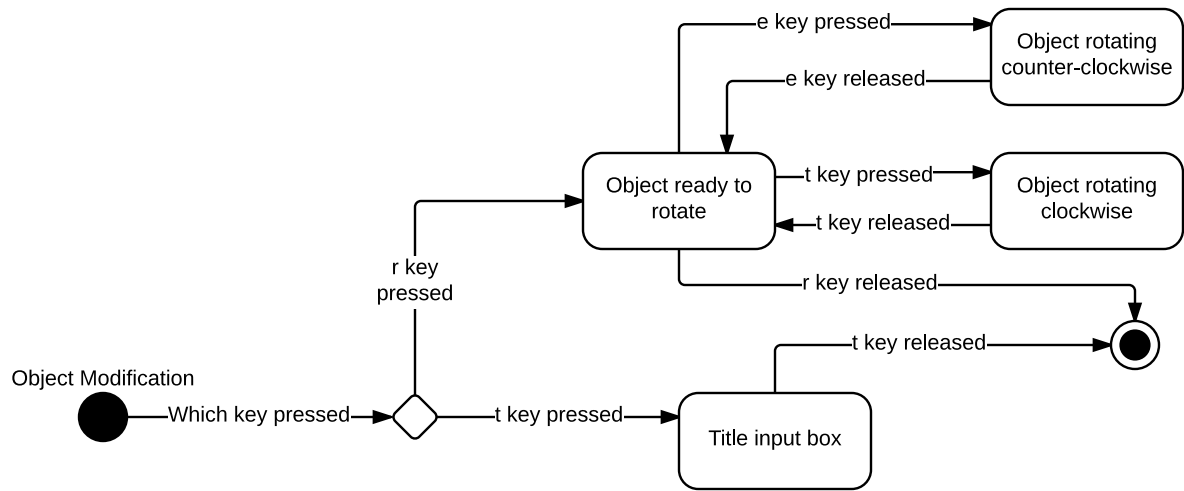 e key pressed
Object rotating
counter-clockwise
e key released
Object ready to
rotate
t key pressed
t key released
Object rotating
clockwise
r key
pressed
r key released
t key released
Object Modification
Which key pressed
t key pressed
Title input box